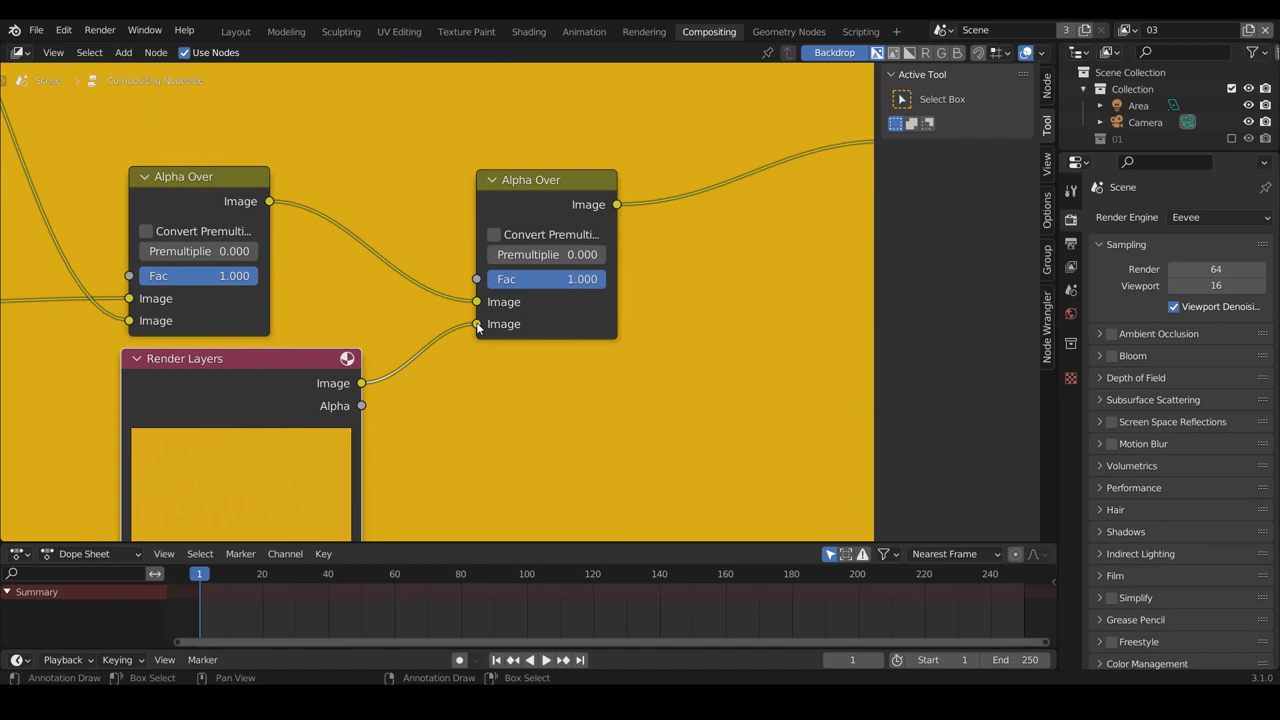 File Edit Render Window Help Layout Modeling Sculpting UV Editing Texture Paint Shading Animation Rendering Compositing Geometry Nodes Scripting + Scene 3 03
View Select Add Node Use Nodes Backdrop R G B
Scene Compositing Nodetree
Active Tool
Select Box
Node
Tool
View
Options
Group
Node Wrangler
Alpha Over
Image
Convert Premulti...
Premultiplie 0.000
Fac 1.000
Image
Image
Alpha Over
Image
Convert Premulti...
Premultiplie 0.000
Fac 1.000
Image
Image
Render Layers
Image
Alpha
Scene Collection
Collection
Area
Camera
01
Scene
Render Engine Eevee
Sampling
Render 64
Viewport 16
Viewport Denoisi...
Ambient Occlusion
Bloom
Depth of Field
Subsurface Scattering
Screen Space Reflections
Motion Blur
Volumetrics
Performance
Hair
Shadows
Indirect Lighting
Film
Simplify
Grease Pencil
Freestyle
Color Management
Dope Sheet View Select Marker Channel Key Nearest Frame
1 20 40 60 80 100 120 140 160 180 200 220 240
Summary
Playback Keying View Marker 1 Start 1 End 250
Annotation Draw Box Select Pan View Annotation Draw Box Select 3.1.0